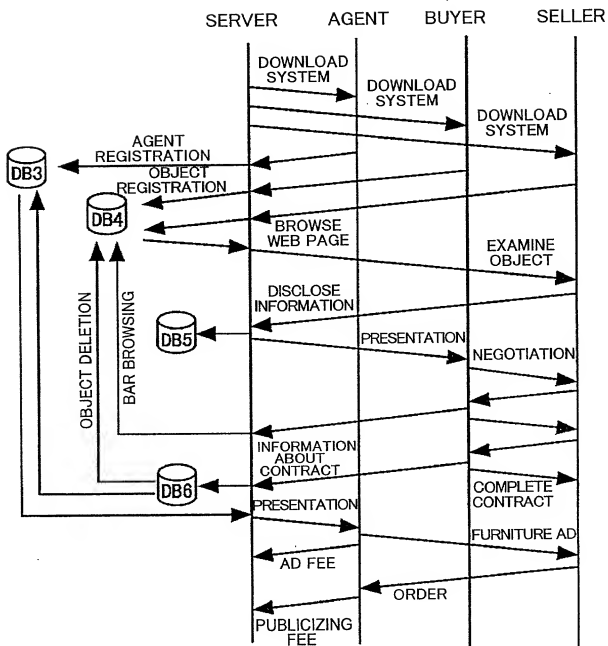 SERVER AGENT BUYER SELLER
DOWNLOAD
SYSTEM
DOWNLOAD
SYSTEM
DOWNLOAD
SYSTEM
AGENT
REGISTRATION
DB3
OBJECT
REGISTRATION
DB4
BROWSE
WEB PAGE
EXAMINE
OBJECT
DISCLOSE
INFORMATION
OBJECT DELETION
BAR BROWSING
DB5
PRESENTATION
NEGOTIATION
INFORMATION
ABOUT
CONTRACT
DB6
COMPLETE
CONTRACT
PRESENTATION
FURNITURE AD
AD FEE
ORDER
PUBLICIZING
FEE